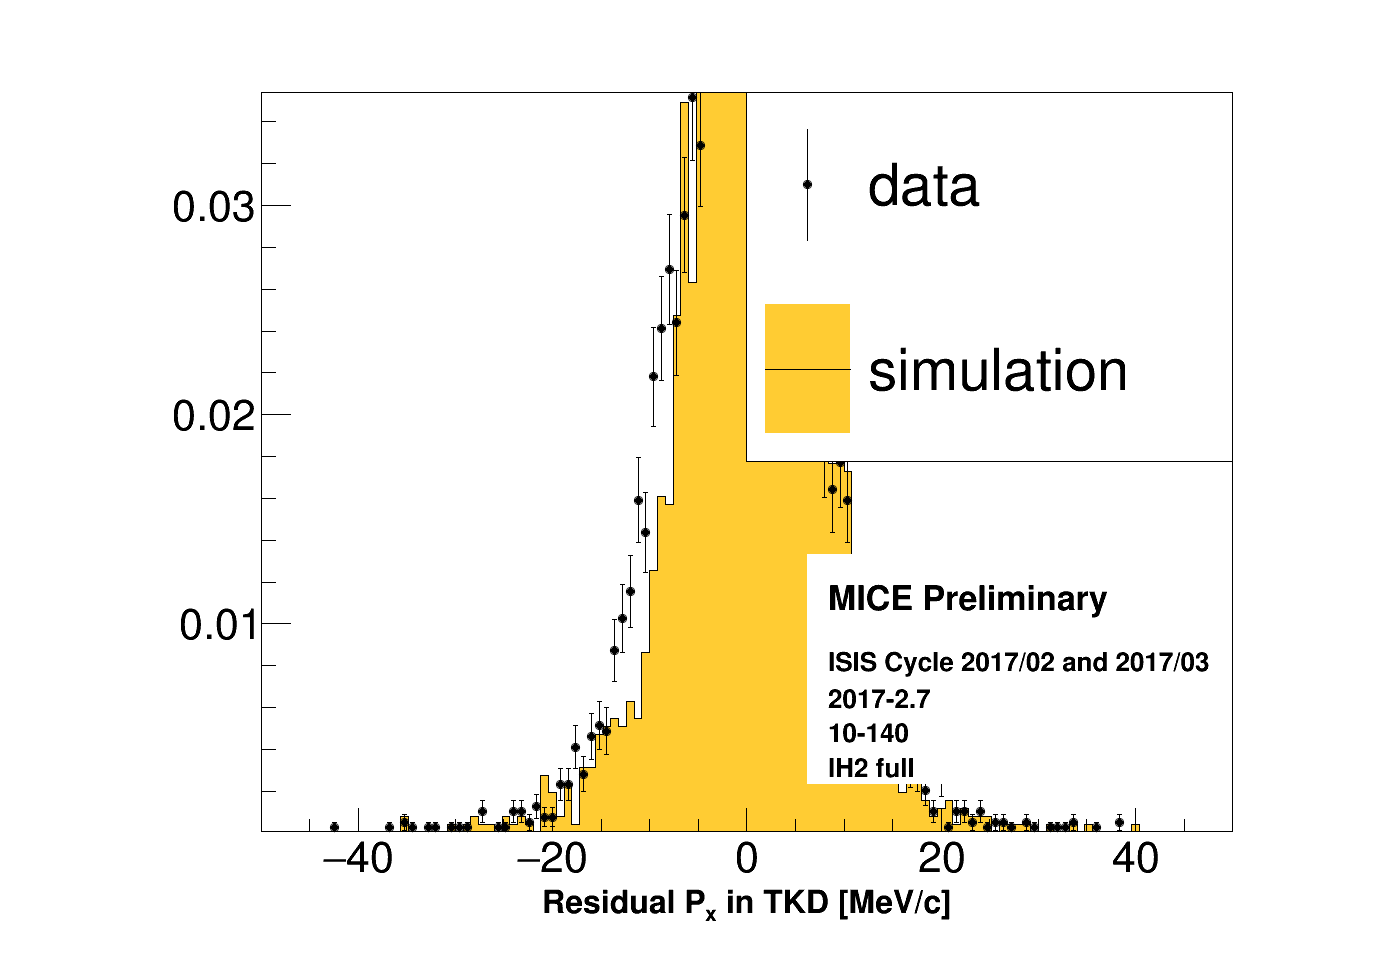 0.03
0.02
0.01
data
simulation
MICE Preliminary
ISIS Cycle 2017/02 and 2017/03
2017-2.7
10-140
IH2 full
−40 −20 0 20 40
Residual Px in TKD [MeV/c]